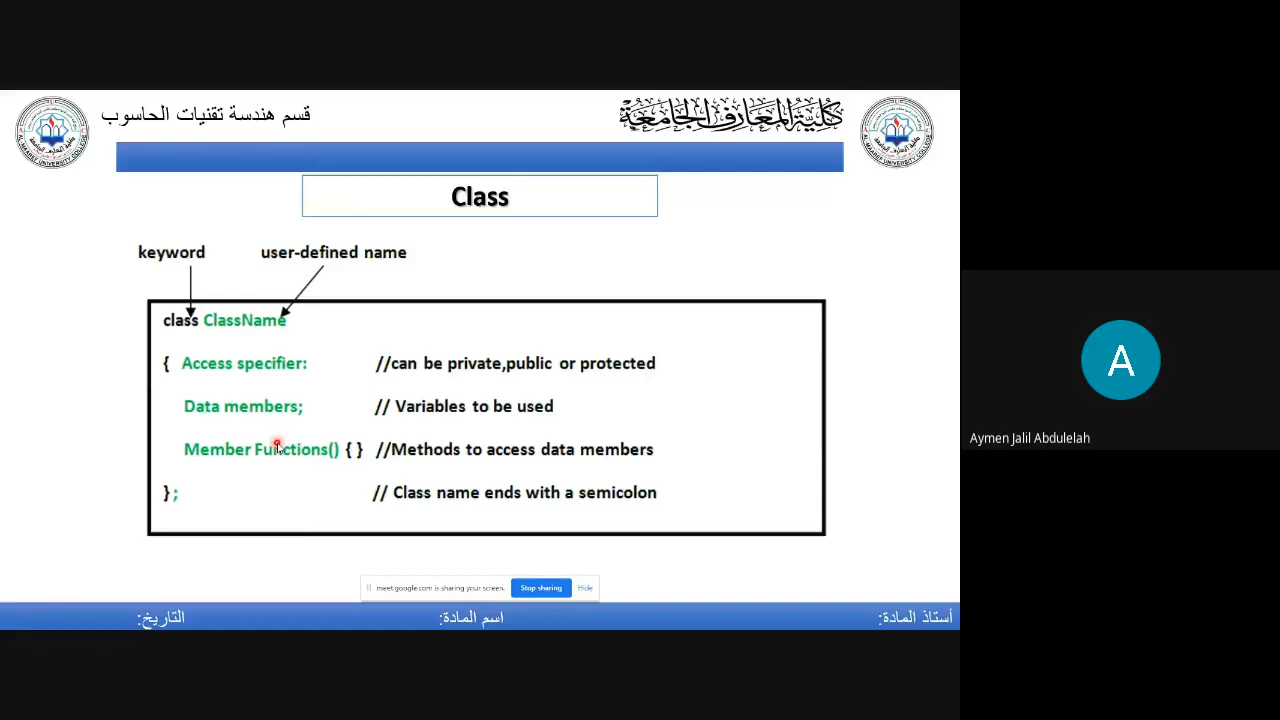 قسم هندسة تقنيات الحاسوب
كلية المعارف الجامعة
Class
keyword user-defined name
class ClassName
{ Access specifier: //can be private,public or protected
Data members; // Variables to be used
Member Functions() { } //Methods to access data members
} ; // Class name ends with a semicolon
meet.google.com is sharing your screen. Stop sharing Hide
أستاذ المادة: اسم المادة: التاريخ:
A
Aymen Jalil Abdulelah